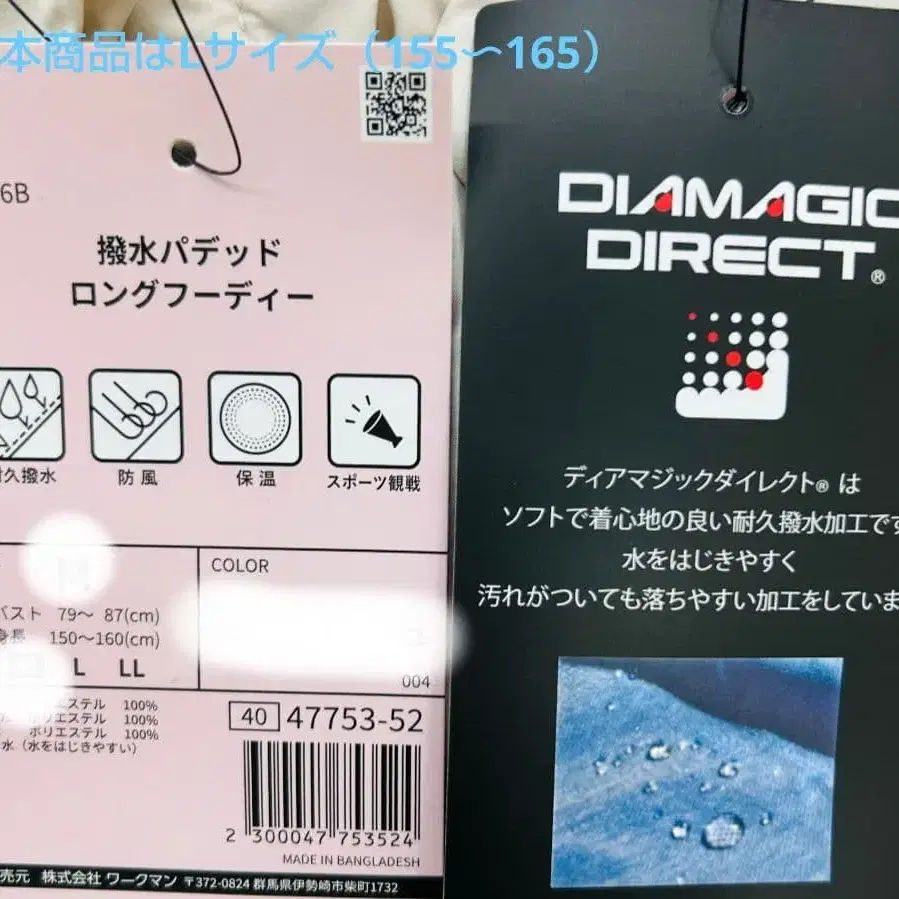 本商品はLサイズ（155〜165）
6B
撥水パデッド
ロングフーディー
久撥水
防風
保温
スポーツ観戦
M
バスト 79〜 87(cm)
身長 150〜160(cm)
L LL
COLOR
004
エステル 100%
ポリエステル 100%
ポリエステル 100%
水（水をはじきやすい）
40 47753-52
2 300047 753524
MADE IN BANGLADESH
売元 株式会社 ワークマン 〒372-0824 群馬県伊勢崎市柴町1732
DIAMAGIC
DIRECT®
ディアマジックダイレクト® は
ソフトで着心地の良い耐久撥水加工です
水をはじきやすく
汚れがついても落ちやすい加工をしていま